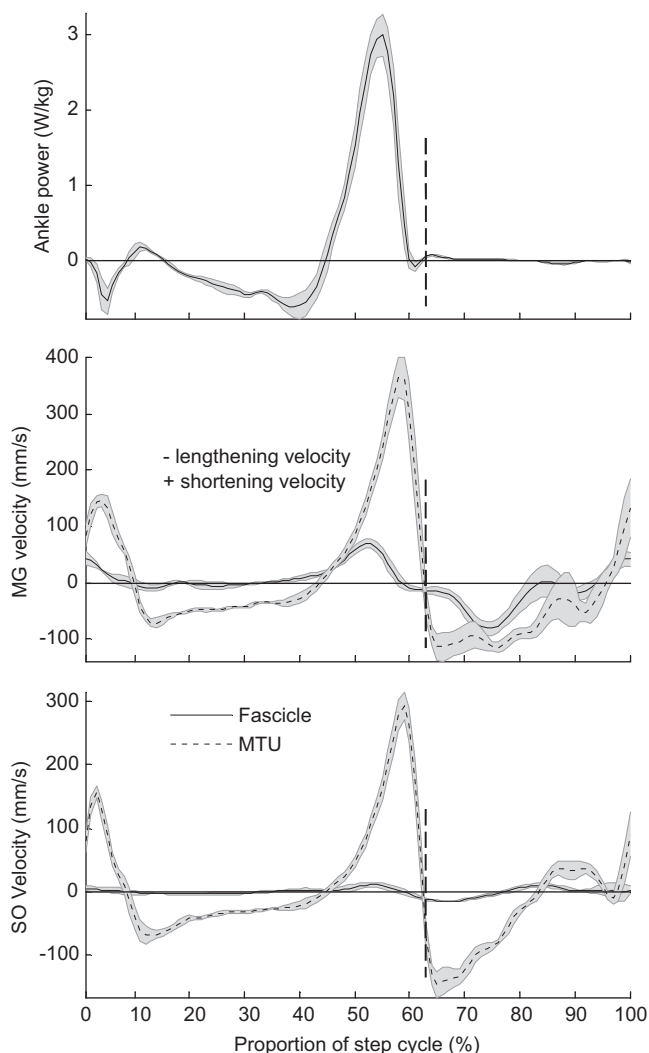 3
2
1
0
Ankle power (W/kg)
400
300
200
100
0
-100
MG velocity (mm/s)
- lengthening velocity
+ shortening velocity
300
200
100
0
-100
SO Velocity (mm/s)
Fascicle
MTU
0 10 20 30 40 50 60 70 80 90 100
Proportion of step cycle (%)